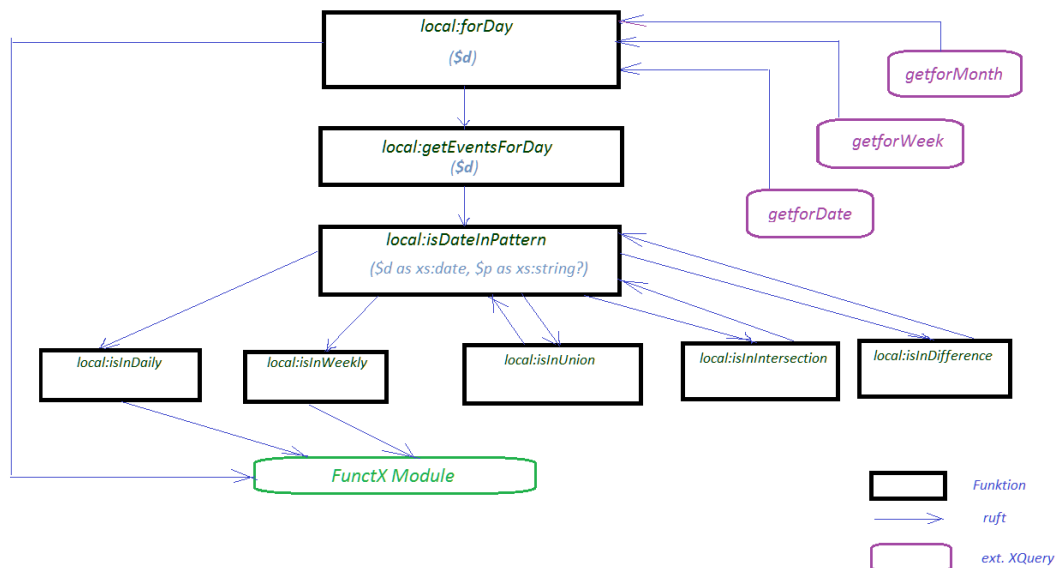 local:forDay
($d)
getforMonth
local:getEventsForDay
($d)
getforWeek
getforDate
local:isDateInPattern
($d as xs:date, $p as xs:string?)
local:isInDaily
local:isInWeekly
local:isInUnion
local:isInIntersection
local:isInDifference
FunctX Module
Funktion
ruft
ext. XQuery